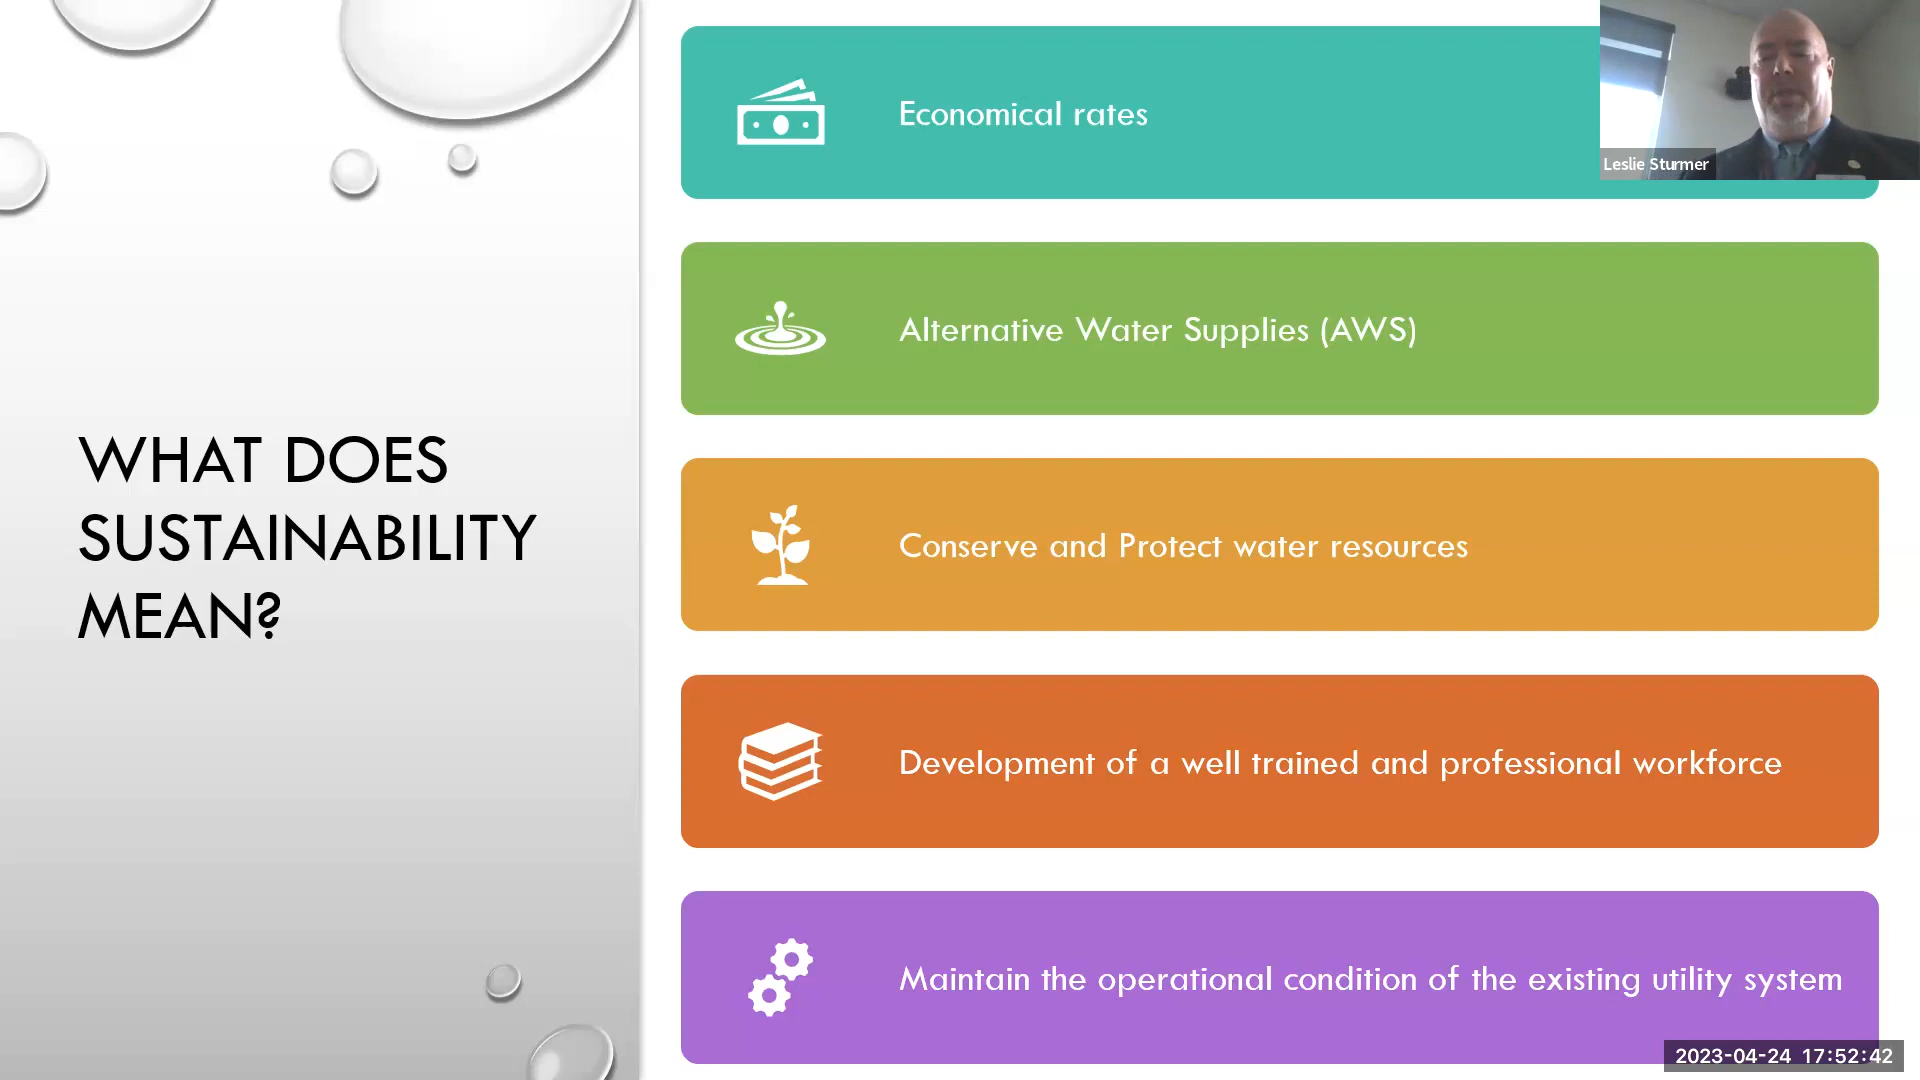 WHAT DOES
SUSTAINABILITY
MEAN?
Economical rates
Alternative Water Supplies (AWS)
Conserve and Protect water resources
Development of a well trained and professional workforce
Maintain the operational condition of the existing utility system
Leslie Sturmer
2023-04-24 17:52:42